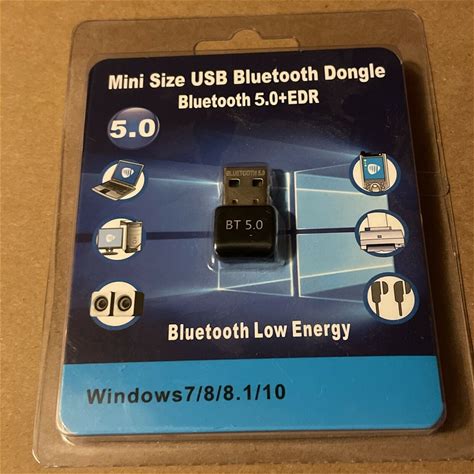 Mini Size USB Bluetooth Dongle
Bluetooth 5.0+EDR
5.0
BLUETOOTH 5.0
BT 5.0
Bluetooth Low Energy
Windows7/8/8.1/10